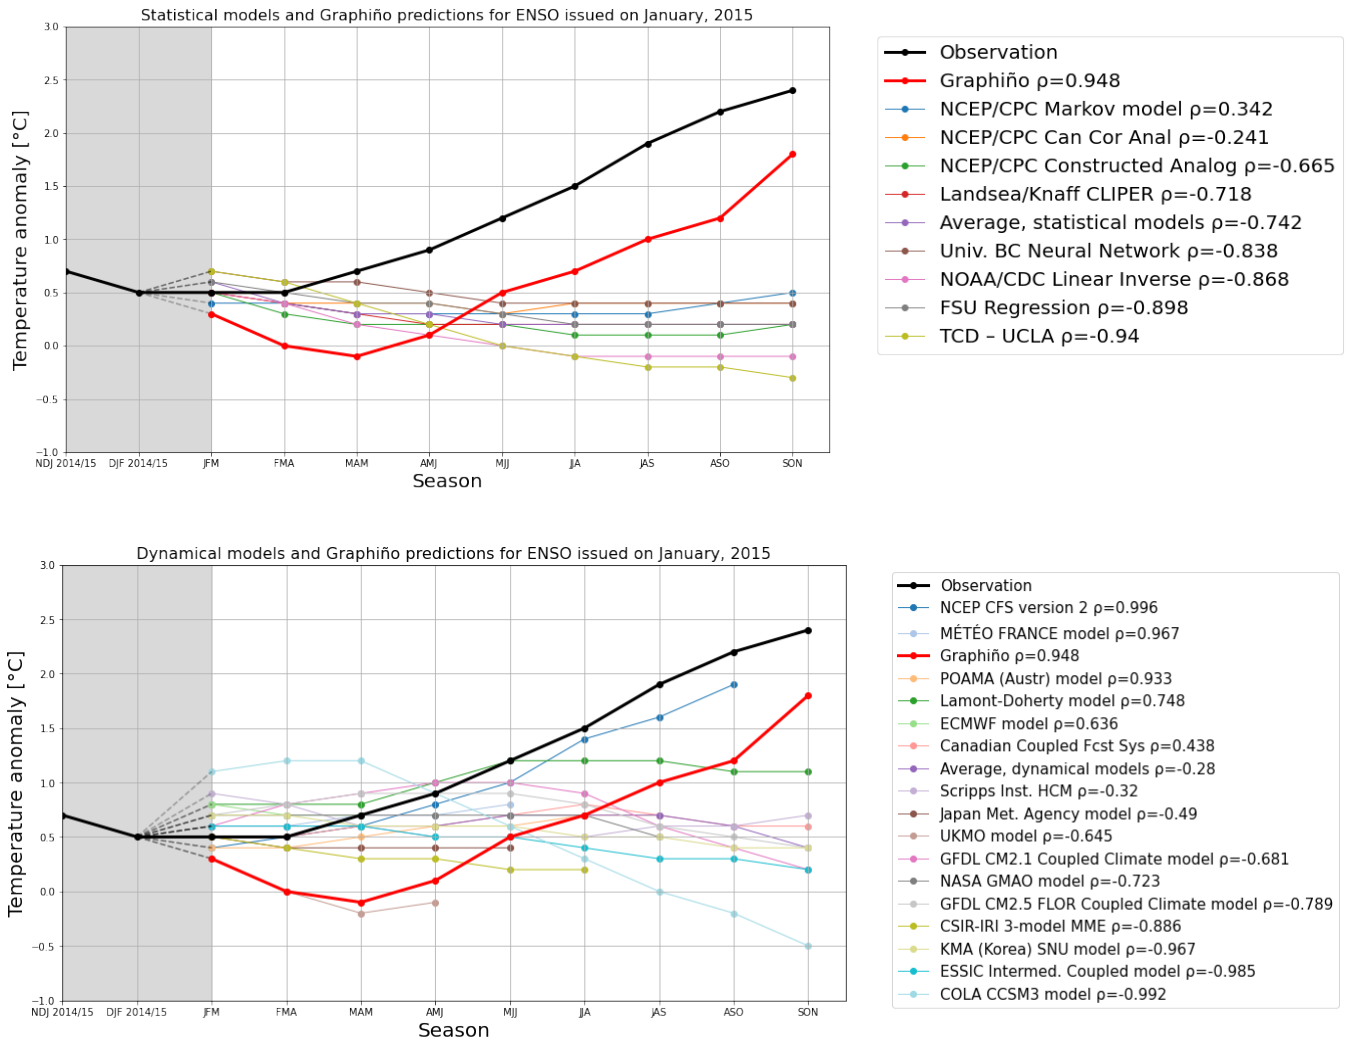 Statistical models and Graphiño predictions for ENSO issued on January, 2015
Temperature anomaly [°C]
3.0
2.5
2.0
1.5
1.0
0.5
0.0
−0.5
−1.0
NDJ 2014/15 DJF 2014/15 JFM FMA MAM AMJ MJJ JJA JAS ASO SON
Season
Observation
Graphiño ρ=0.948
NCEP/CPC Markov model ρ=0.342
NCEP/CPC Can Cor Anal ρ=-0.241
NCEP/CPC Constructed Analog ρ=-0.665
Landsea/Knaff CLIPER ρ=-0.718
Average, statistical models ρ=-0.742
Univ. BC Neural Network ρ=-0.838
NOAA/CDC Linear Inverse ρ=-0.868
FSU Regression ρ=-0.898
TCD – UCLA ρ=-0.94
Dynamical models and Graphiño predictions for ENSO issued on January, 2015
Temperature anomaly [°C]
3.0
2.5
2.0
1.5
1.0
0.5
0.0
−0.5
−1.0
NDJ 2014/15 DJF 2014/15 JFM FMA MAM AMJ MJJ JJA JAS ASO SON
Season
Observation
NCEP CFS version 2 ρ=0.996
MÉTÉO FRANCE model ρ=0.967
Graphiño ρ=0.948
POAMA (Austr) model ρ=0.933
Lamont-Doherty model ρ=0.748
ECMWF model ρ=0.636
Canadian Coupled Fcst Sys ρ=0.438
Average, dynamical models ρ=-0.28
Scripps Inst. HCM ρ=-0.32
Japan Met. Agency model ρ=-0.49
UKMO model ρ=-0.645
GFDL CM2.1 Coupled Climate model ρ=-0.681
NASA GMAO model ρ=-0.723
GFDL CM2.5 FLOR Coupled Climate model ρ=-0.789
CSIR-IRI 3-model MME ρ=-0.886
KMA (Korea) SNU model ρ=-0.967
ESSIC Intermed. Coupled model ρ=-0.985
COLA CCSM3 model ρ=-0.992